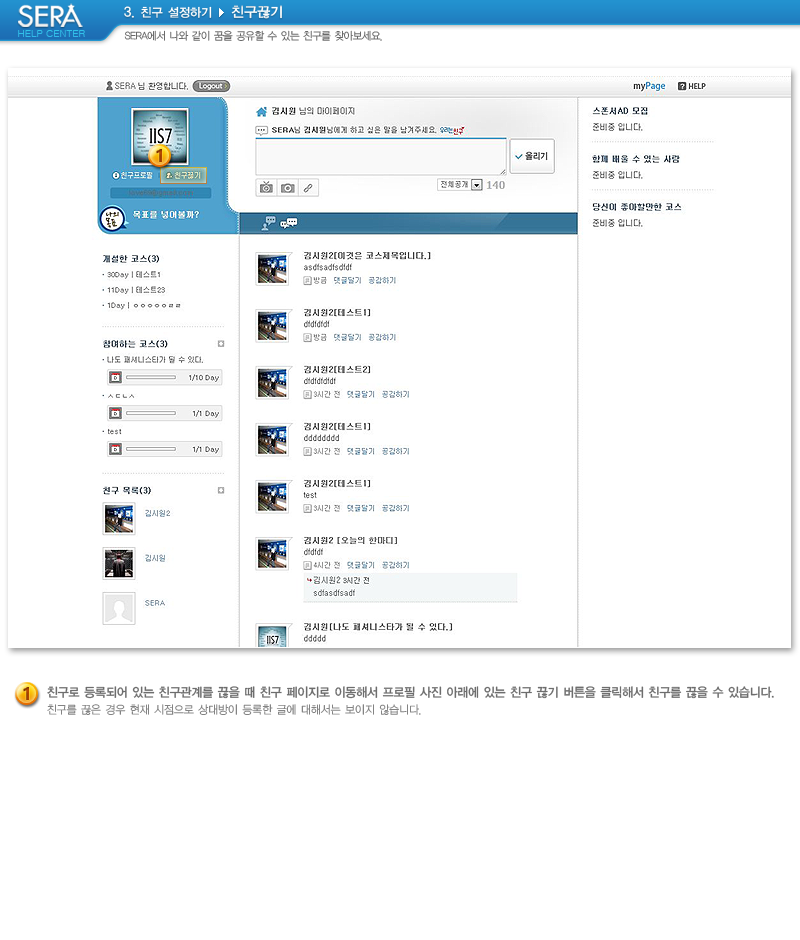 SERA
HELP CENTER
3. 친구 설정하기 ▶ 친구끊기
SERA에서 나와 같이 꿈을 공유할 수 있는 친구를 찾아보세요.
SERA 님 환영합니다. Logout
myPage ? HELP
IIS7
1
친구프로필 친구끊기
나의 목표
목표를 넣어볼까?
김시원 님의 마이페이지
SERA님 김시원님에게 하고 싶은 말을 남겨주세요. 우리는친구
올리기
전체공개 140
개설한 코스(3)
· 30Day | 테스트1
· 11Day | 테스트23
· 1Day | ㅇㅇㅇㅇㅇㄹㄹ
참여하는 코스(3)
· 나도 패셔니스타가 될 수 있다.
D 1/10 Day
· ㅅㄷㄴㅅ
D 1/1 Day
· test
D 1/1 Day
친구 목록(3)
김시원2
김시원
SERA
김시원2[이것은 코스제목입니다.]
asdfsadfsdfdf
방금 댓글달기 공감하기
김시원2[테스트1]
dfdfdfdf
방금 댓글달기 공감하기
김시원2[테스트2]
dfdfdfdfdf
3시간 전 댓글달기 공감하기
김시원2[테스트1]
dddddddd
3시간 전 댓글달기 공감하기
김시원2[테스트1]
test
3시간 전 댓글달기 공감하기
김시원2 [오늘의 한마디]
dfdfdf
4시간 전 댓글달기 공감하기
김시원2 3시간 전
sdfasdfsadf
IIS7
김시원[나도 패셔니스타가 될 수 있다.]
ddddd
스폰서AD 모집
준비중 입니다.
함께 배울 수 있는 사람
준비중 입니다.
당신이 좋아할만한 코스
준비중 입니다.
1 친구로 등록되어 있는 친구관계를 끊을 때 친구 페이지로 이동해서 프로필 사진 아래에 있는 친구 끊기 버튼을 클릭해서 친구를 끊을 수 있습니다.
친구를 끊은 경우 현재 시점으로 상대방이 등록한 글에 대해서는 보이지 않습니다.